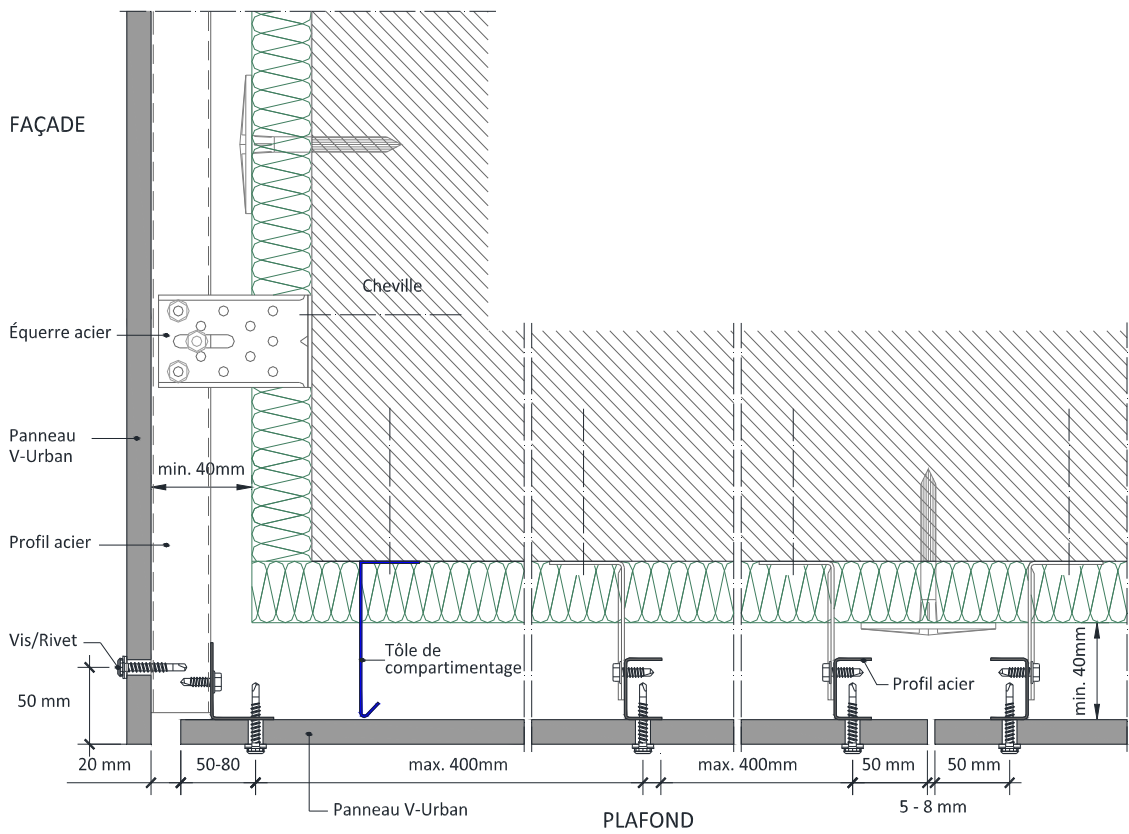 FAÇADE
Cheville
Équerre acier
Panneau
V-Urban
min. 40mm
Profil acier
Vis/Rivet
Tôle de
compartimentage
Profil acier
min. 40mm
50 mm
20 mm
50-80
max. 400mm
max. 400mm
50 mm
50 mm
5 - 8 mm
Panneau V-Urban
PLAFOND